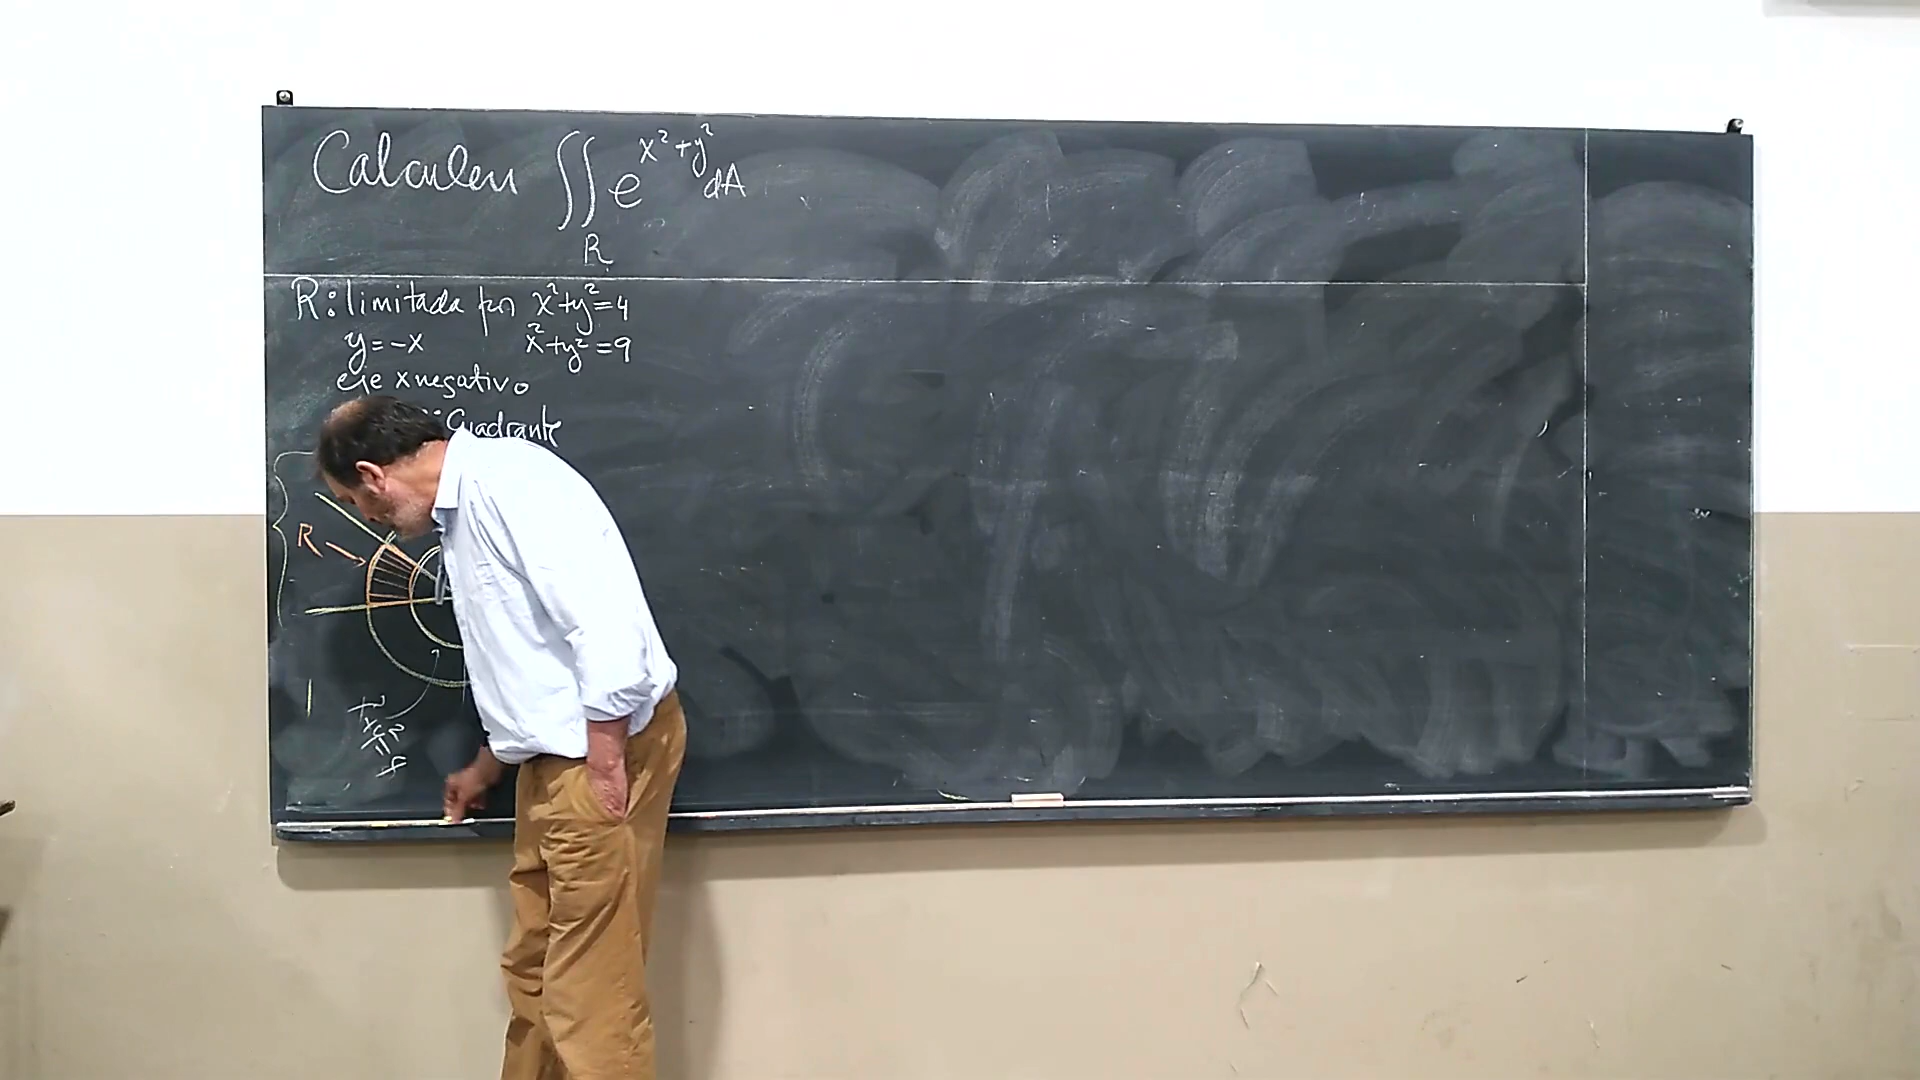 Calculen ∬ e^{x²+y²} dA
R
R: limitada por x²+y²=4
y=-x x²+y²=9
eje x negativo
Cuadrante
R